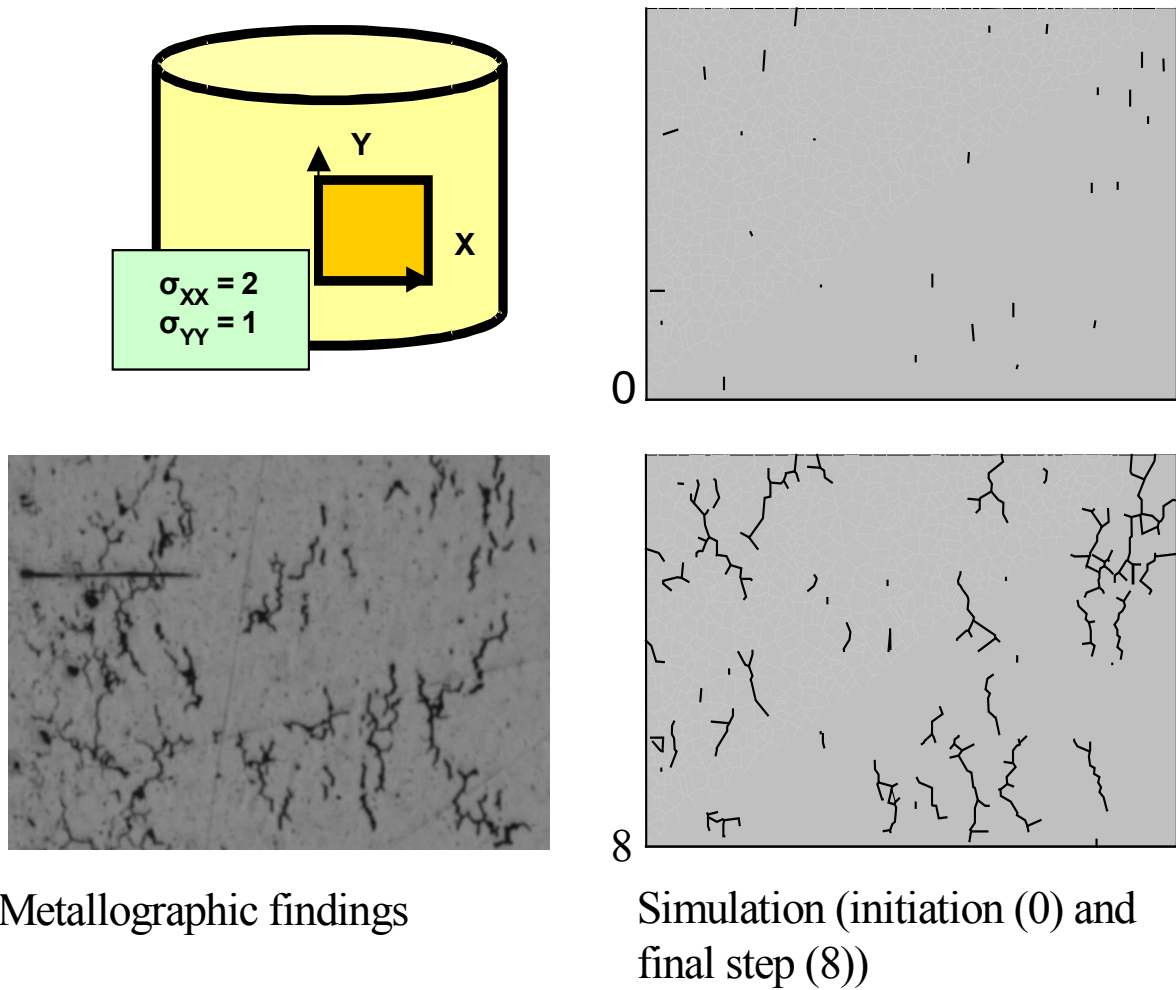 Y
X
σXX = 2
σYY = 1
0
8
Metallographic findings
Simulation (initiation (0) and
final step (8))